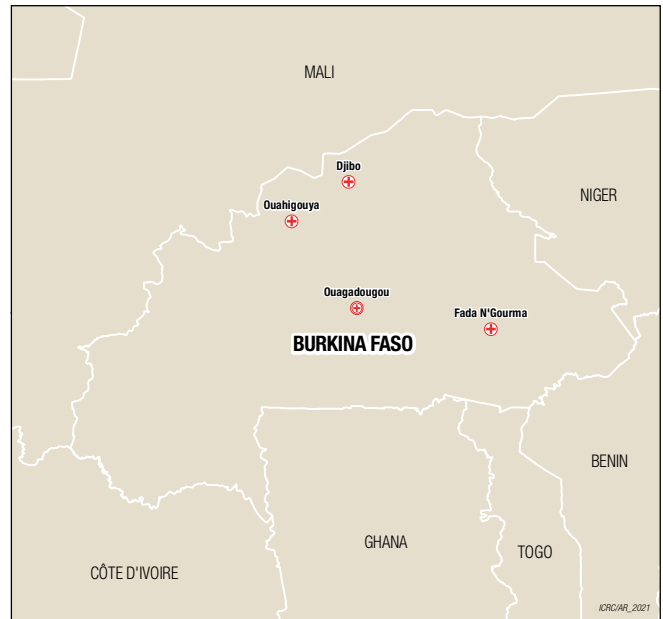 MALI
Djibo
NIGER
Ouahigouya
Ouagadougou
Fada N'Gourma
BURKINA FASO
BENIN
GHANA
TOGO
CÔTE D'IVOIRE
ICRC/AR_2021